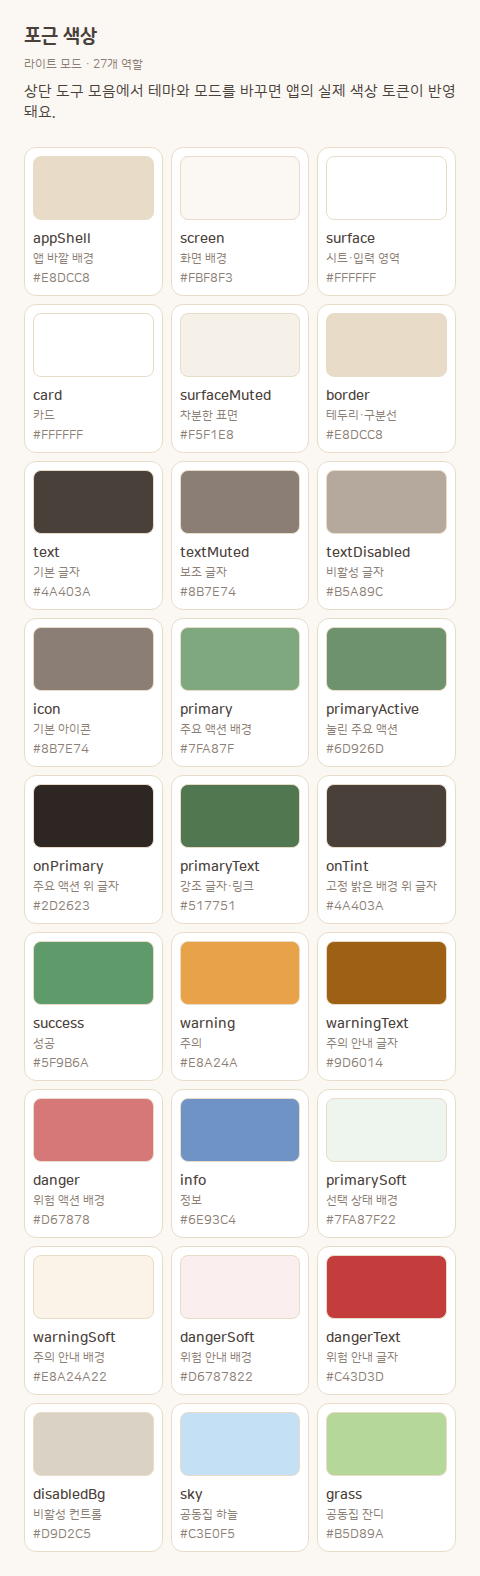 포근 색상
라이트 모드 · 27개 역할
상단 도구 모음에서 테마와 모드를 바꾸면 앱의 실제 색상 토큰이 반영
돼요.
appShell
앱 바깥 배경
#E8DCC8
screen
화면 배경
#FBF8F3
surface
시트·입력 영역
#FFFFFF
card
카드
#FFFFFF
surfaceMuted
차분한 표면
#F5F1E8
border
테두리·구분선
#E8DCC8
text
기본 글자
#4A403A
textMuted
보조 글자
#8B7E74
textDisabled
비활성 글자
#B5A89C
icon
기본 아이콘
#8B7E74
primary
주요 액션 배경
#7FA87F
primaryActive
눌린 주요 액션
#6D926D
onPrimary
주요 액션 위 글자
#2D2623
primaryText
강조 글자·링크
#517751
onTint
고정 밝은 배경 위 글자
#4A403A
success
성공
#5F9B6A
warning
주의
#E8A24A
warningText
주의 안내 글자
#9D6014
danger
위험 액션 배경
#D67878
info
정보
#6E93C4
primarySoft
선택 상태 배경
#7FA87F22
warningSoft
주의 안내 배경
#E8A24A22
dangerSoft
위험 안내 배경
#D6787822
dangerText
위험 안내 글자
#C43D3D
disabledBg
비활성 컨트롤
#D9D2C5
sky
공동집 하늘
#C3E0F5
grass
공동집 잔디
#B5D89A